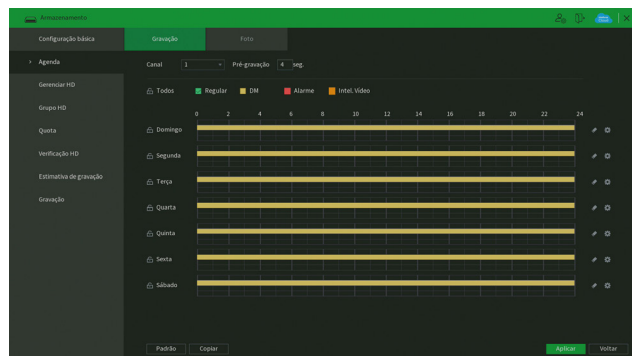 Armazenamento
Configuração básica
Gravação
Foto
Agenda
Canal 1 Pré-gravação 4 seg.
Gerenciar HD
Todos Regular DM Alarme Intel. Vídeo
Grupo HD
0 2 4 6 8 10 12 14 16 18 20 22 24
Quota
Domingo
Verificação HD
Segunda
Estimativa de gravação
Terça
Gravação
Quarta
Quinta
Sexta
Sábado
Padrão Copiar Aplicar Voltar